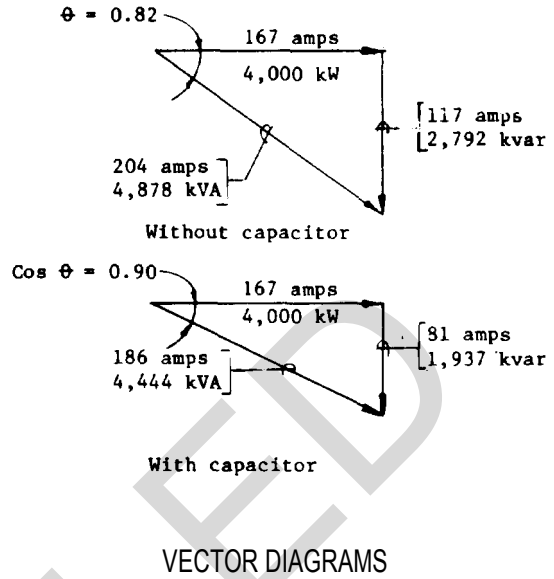 θ = 0.82
167 amps
4,000 kW
117 amps
2,792 kvar
204 amps
4,878 kVA
Without capacitor
Cos θ = 0.90
167 amps
4,000 kW
81 amps
1,937 kvar
186 amps
4,444 kVA
With capacitor
VECTOR DIAGRAMS